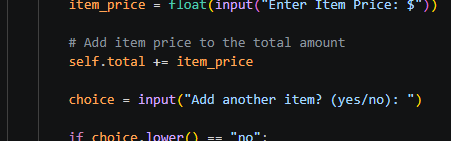 item_price = float(input("Enter Item Price: $"))
# Add item price to the total amount
self.total += item_price
choice = input("Add another item? (yes/no): ")
if choice.lower() == "no":